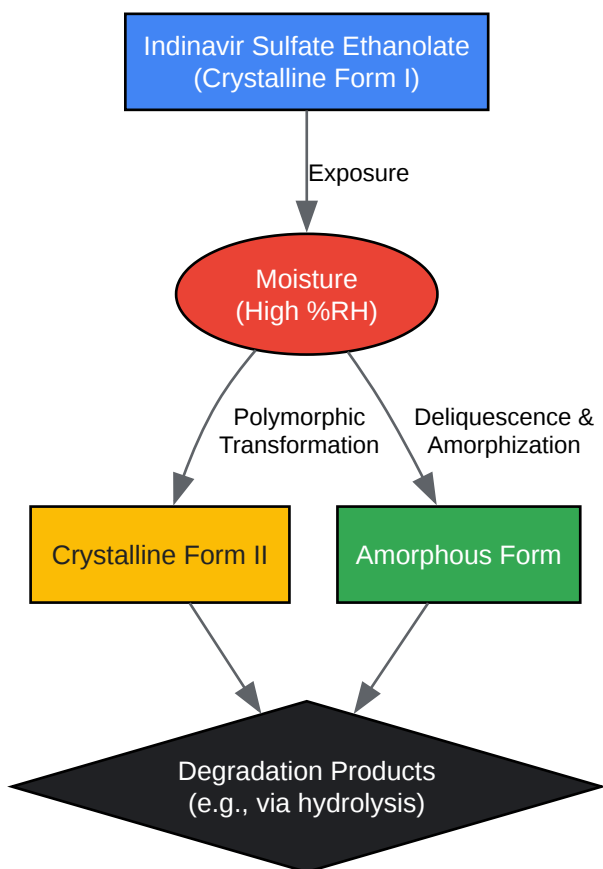 Indinavir Sulfate Ethanolate
(Crystalline Form I)
Exposure
Moisture
(High %RH)
Polymorphic
Transformation
Deliquescence &
Amorphization
Crystalline Form II
Amorphous Form
Degradation Products
(e.g., via hydrolysis)